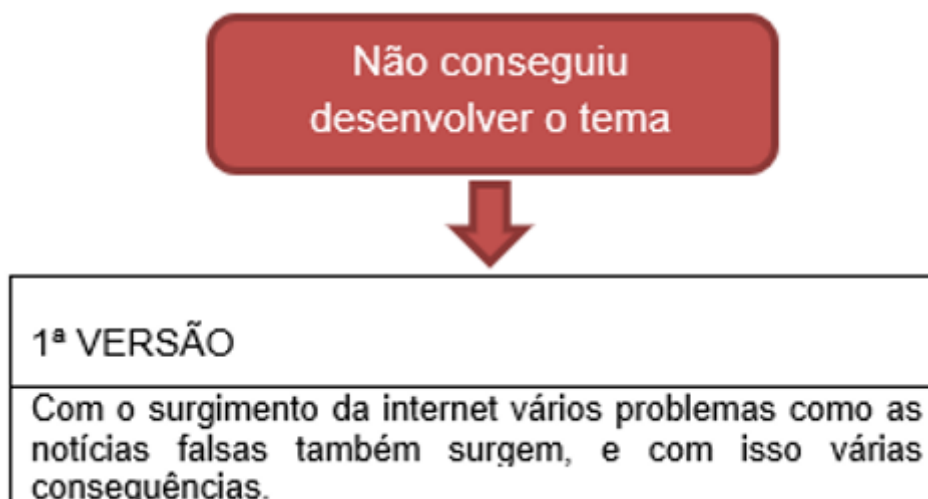 Não conseguiu
desenvolver o tema
1ª VERSÃO
Com o surgimento da internet vários problemas como as
notícias falsas também surgem, e com isso várias
consequências.